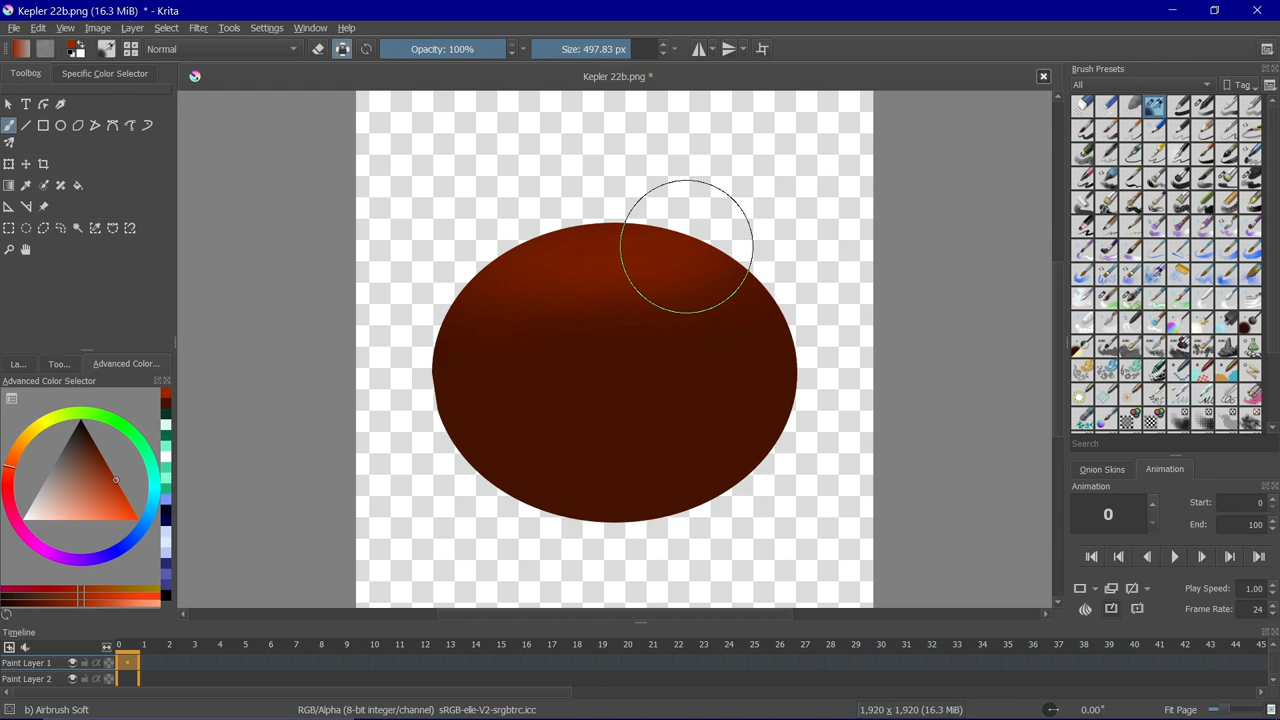 Kepler 22b.png (16.3 MiB) * - Krita
File Edit View Image Layer Select Filter Tools Settings Window Help
Normal Opacity: 100% Size: 497.83 px
Toolbox Specific Color Selector Kepler 22b.png * Brush Presets
All Tag
Search
La... Too... Advanced Color...
Advanced Color Selector
Onion Skins Animation
Animation
0 Start: 0
End: 100
Play Speed: 1.00
Frame Rate: 24
Timeline
0 1 2 3 4 5 6 7 8 9 10 11 12 13 14 15 16 17 18 19 20 21 22 23 24 25 26 27 28 29 30 31 32 33 34 35 36 37 38 39 40 41 42 43 44 45
Paint Layer 1
Paint Layer 2
b) Airbrush Soft RGB/Alpha (8-bit integer/channel) sRGB-elle-V2-srgbtrc.icc 1,920 x 1,920 (16.3 MiB) 0.00° Fit Page